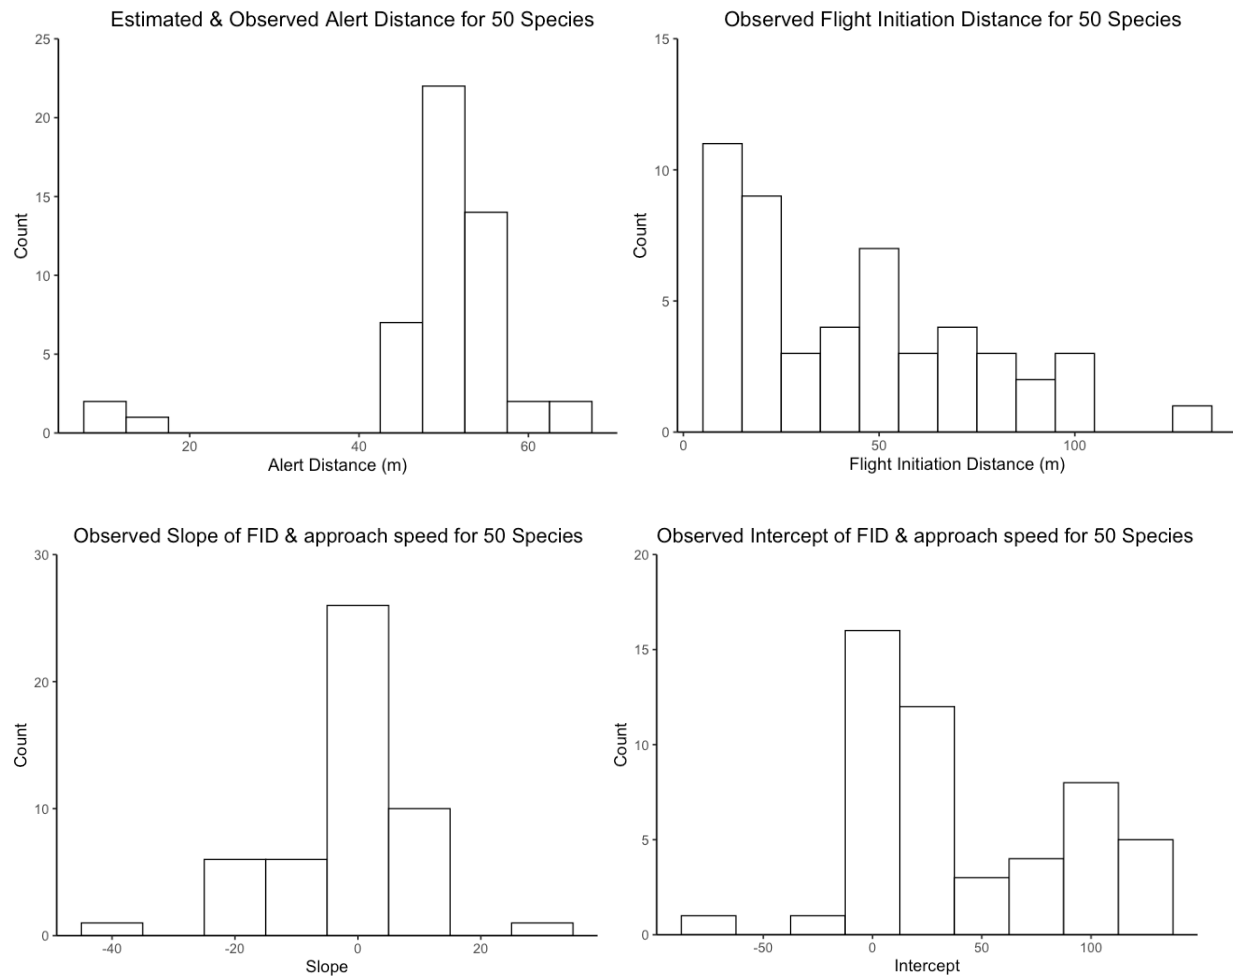 Estimated & Observed Alert Distance for 50 Species
25
20
15
10
5
0
Count
20
40
60
Alert Distance (m)
Observed Flight Initiation Distance for 50 Species
15
10
5
0
Count
0
50
100
Flight Initiation Distance (m)
Observed Slope of FID & approach speed for 50 Species
30
20
10
0
Count
-40
-20
0
20
Slope
Observed Intercept of FID & approach speed for 50 Species
20
15
10
5
0
Count
-50
0
50
100
Intercept